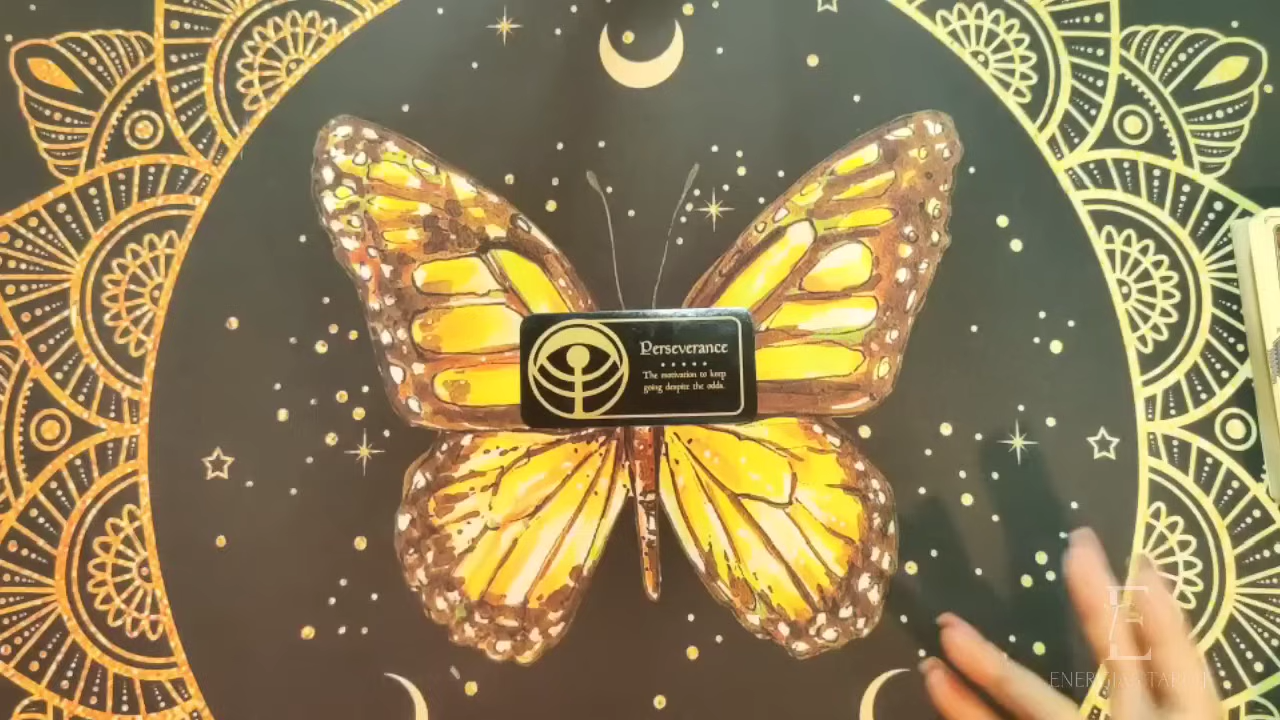 Perseverance
The motivation to keep
going despite the odds.
E